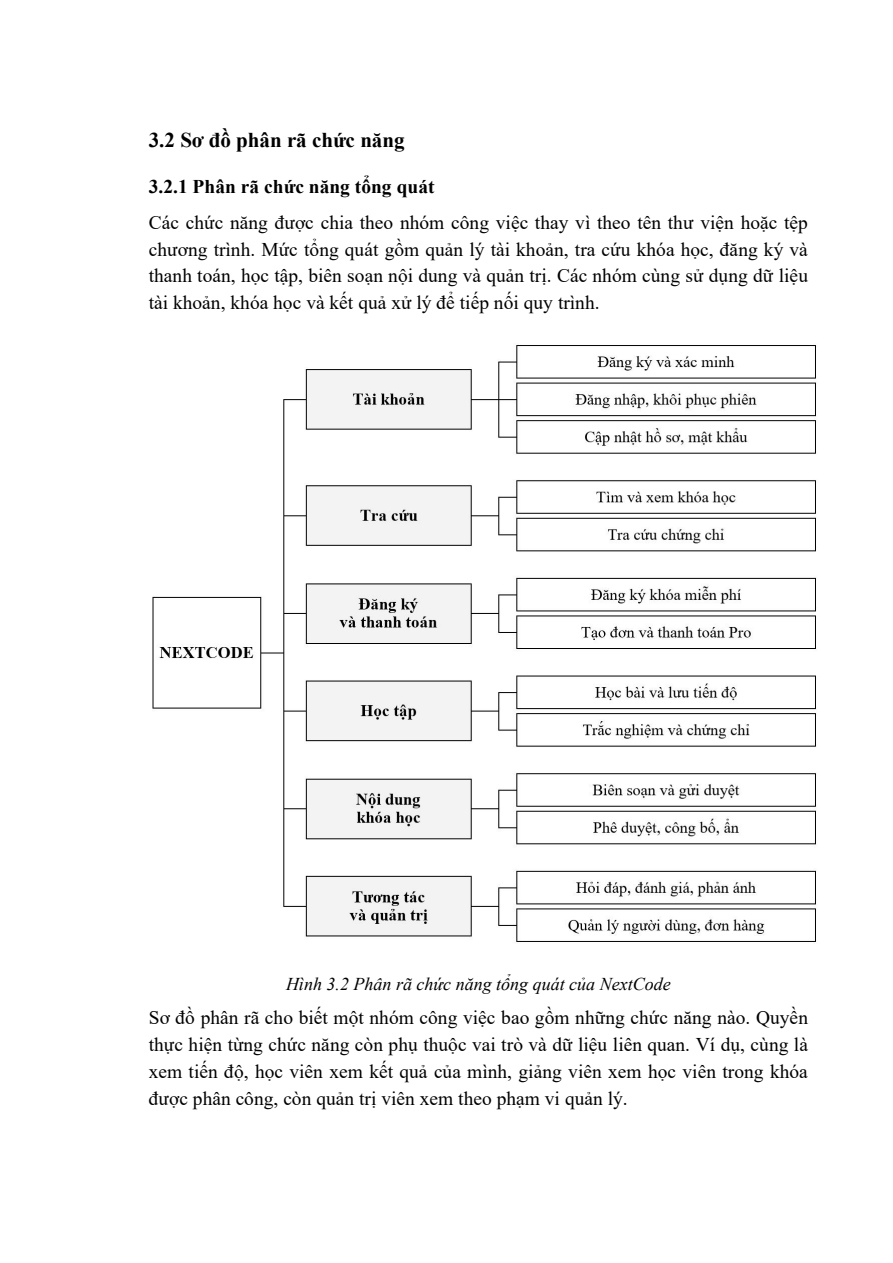 3.2 Sơ đồ phân rã chức năng
3.2.1 Phân rã chức năng tổng quát
Các chức năng được chia theo nhóm công việc thay vì theo tên thư viện hoặc tệp
chương trình. Mức tổng quát gồm quản lý tài khoản, tra cứu khóa học, đăng ký và
thanh toán, học tập, biên soạn nội dung và quản trị. Các nhóm cùng sử dụng dữ liệu
tài khoản, khóa học và kết quả xử lý để tiếp nối quy trình.
NEXTCODE
Tài khoản
Đăng ký và xác minh
Đăng nhập, khôi phục phiên
Cập nhật hồ sơ, mật khẩu
Tra cứu
Tìm và xem khóa học
Tra cứu chứng chỉ
Đăng ký
và thanh toán
Đăng ký khóa miễn phí
Tạo đơn và thanh toán Pro
Học tập
Học bài và lưu tiến độ
Trắc nghiệm và chứng chỉ
Nội dung
khóa học
Biên soạn và gửi duyệt
Phê duyệt, công bố, ẩn
Tương tác
và quản trị
Hỏi đáp, đánh giá, phản ánh
Quản lý người dùng, đơn hàng
Hình 3.2 Phân rã chức năng tổng quát của NextCode
Sơ đồ phân rã cho biết một nhóm công việc bao gồm những chức năng nào. Quyền
thực hiện từng chức năng còn phụ thuộc vai trò và dữ liệu liên quan. Ví dụ, cùng là
xem tiến độ, học viên xem kết quả của mình, giảng viên xem học viên trong khóa
được phân công, còn quản trị viên xem theo phạm vi quản lý.